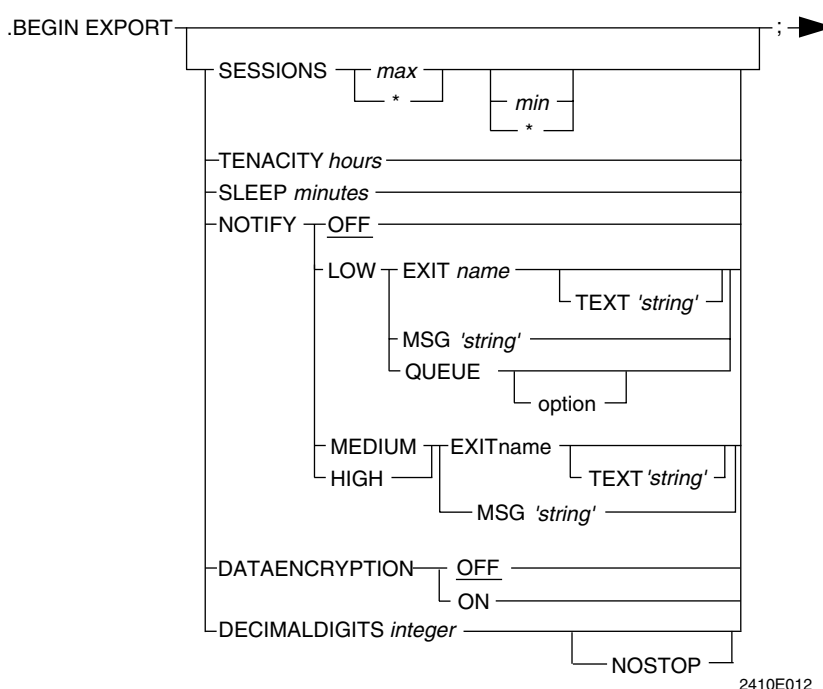 .BEGIN EXPORT ;
SESSIONS max
* min
*
TENACITY hours
SLEEP minutes
NOTIFY OFF
LOW EXIT name
TEXT 'string'
MSG 'string'
QUEUE
option
MEDIUM EXITname
HIGH TEXT 'string'
MSG 'string'
DATAENCRYPTION OFF
ON
DECIMALDIGITS integer
NOSTOP
2410E012